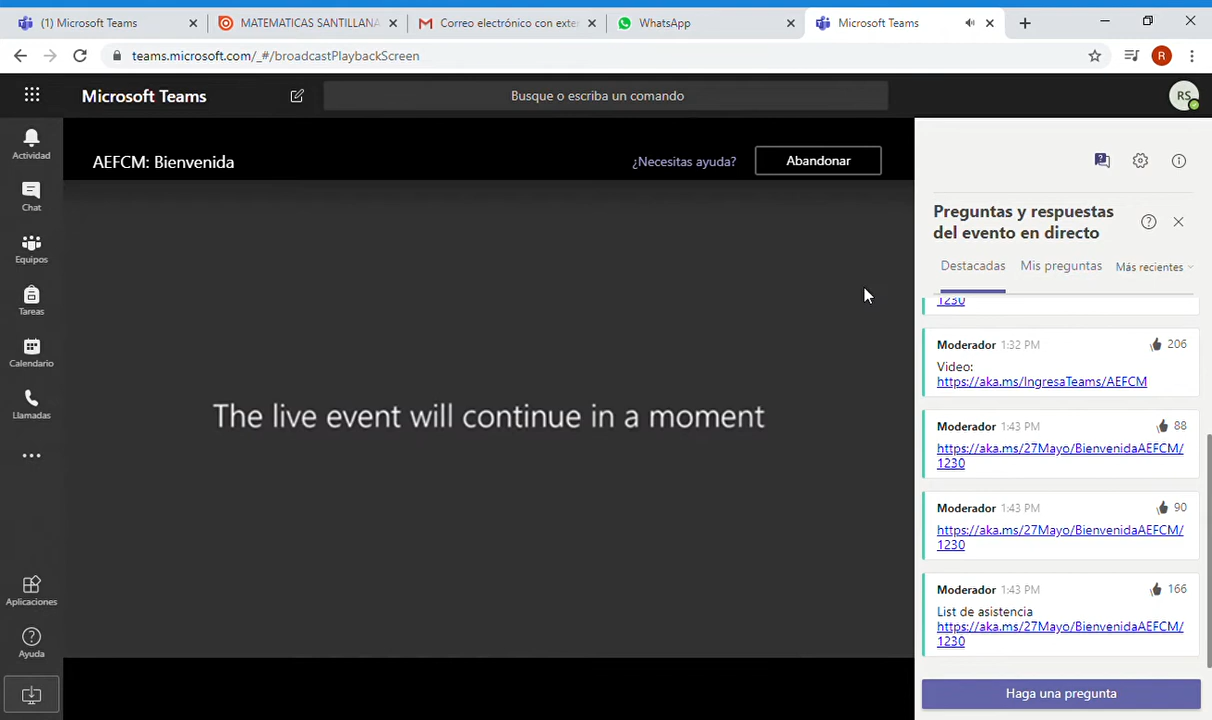 (1) Microsoft Teams
MATEMATICAS SANTILLANA
Correo electrónico con exte
WhatsApp
Microsoft Teams
teams.microsoft.com/_#/broadcastPlaybackScreen
R
Microsoft Teams
Busque o escriba un comando
RS
Actividad
Chat
Equipos
Tareas
Calendario
Llamadas
Aplicaciones
Ayuda
AEFCM: Bienvenida
¿Necesitas ayuda?
Abandonar
The live event will continue in a moment
Preguntas y respuestas
del evento en directo
Destacadas
Mis preguntas
Más recientes
1230
Moderador 1:32 PM
206
Video:
https://aka.ms/IngresaTeams/AEFCM
Moderador 1:43 PM
88
https://aka.ms/27Mayo/BienvenidaAEFCM/
1230
Moderador 1:43 PM
90
https://aka.ms/27Mayo/BienvenidaAEFCM/
1230
Moderador 1:43 PM
166
List de asistencia
https://aka.ms/27Mayo/BienvenidaAEFCM/
1230
Haga una pregunta